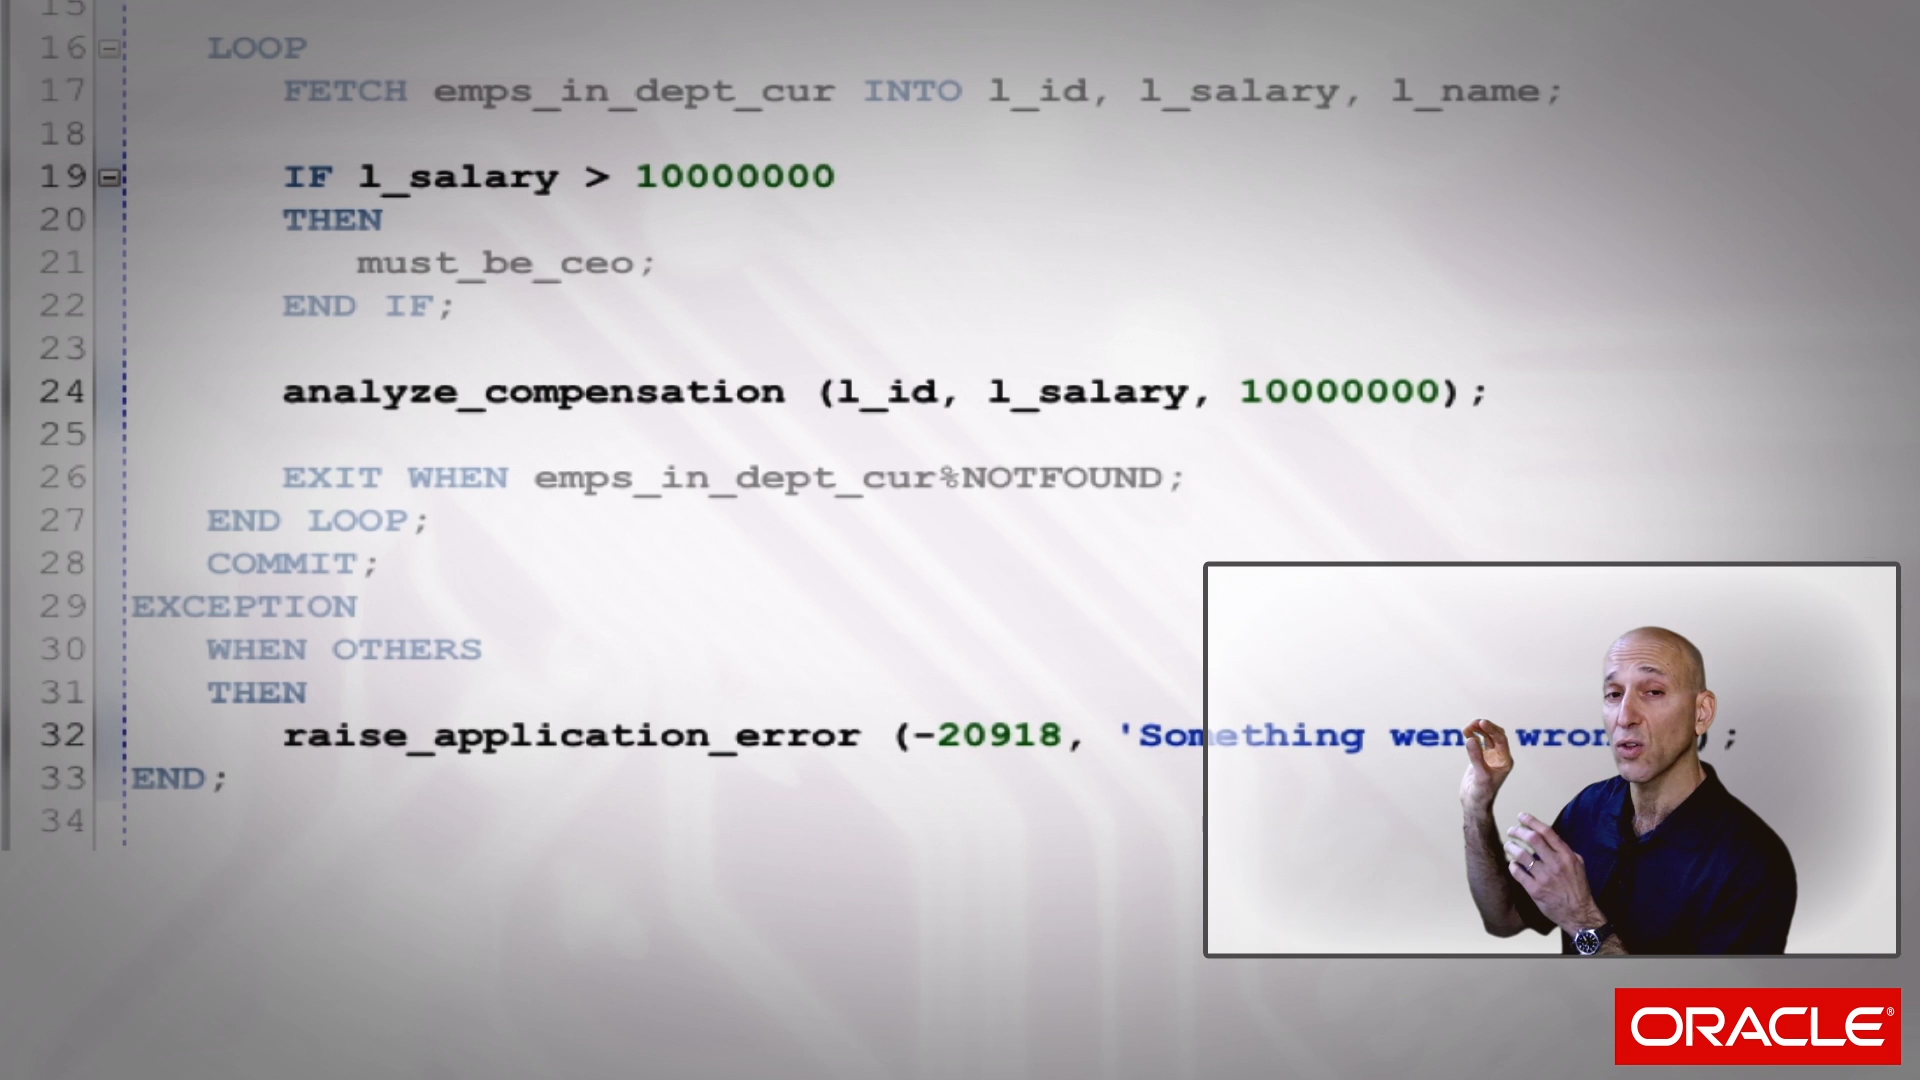 15
16 LOOP
17 FETCH emps_in_dept_cur INTO l_id, l_salary, l_name;
18
19 IF l_salary > 10000000
20 THEN
21 must_be_ceo;
22 END IF;
23
24 analyze_compensation (l_id, l_salary, 10000000);
25
26 EXIT WHEN emps_in_dept_cur%NOTFOUND;
27 END LOOP;
28 COMMIT;
29 EXCEPTION
30 WHEN OTHERS
31 THEN
32 raise_application_error (-20918, 'Something );
33 END;
34
ORACLE®